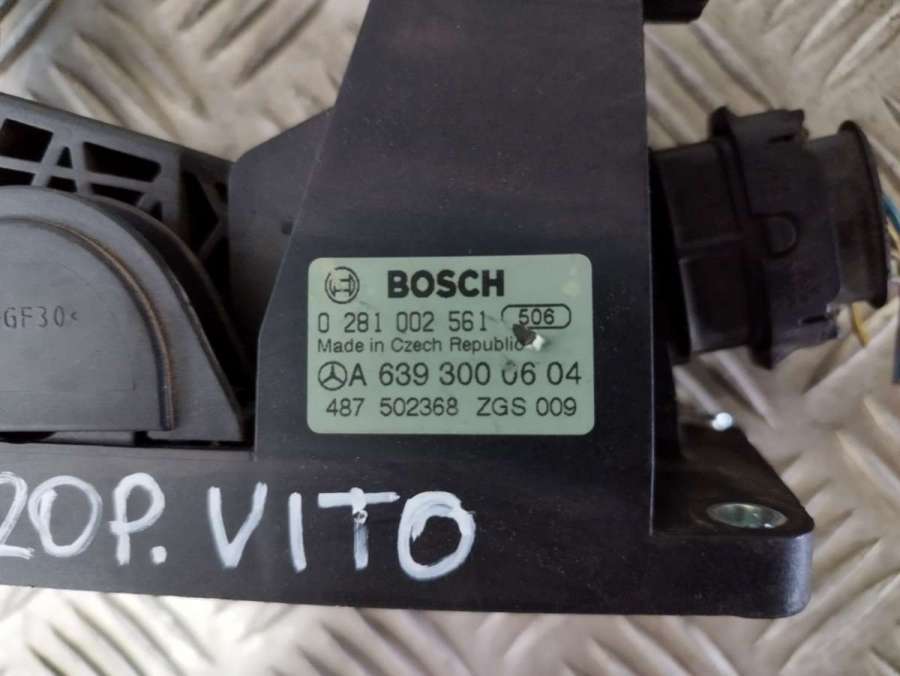 BOSCH
0 281 002 561 506
Made in Czech Republic
A 639 300 06 04
487 502368 ZGS 009
GF30<
20P. VITO